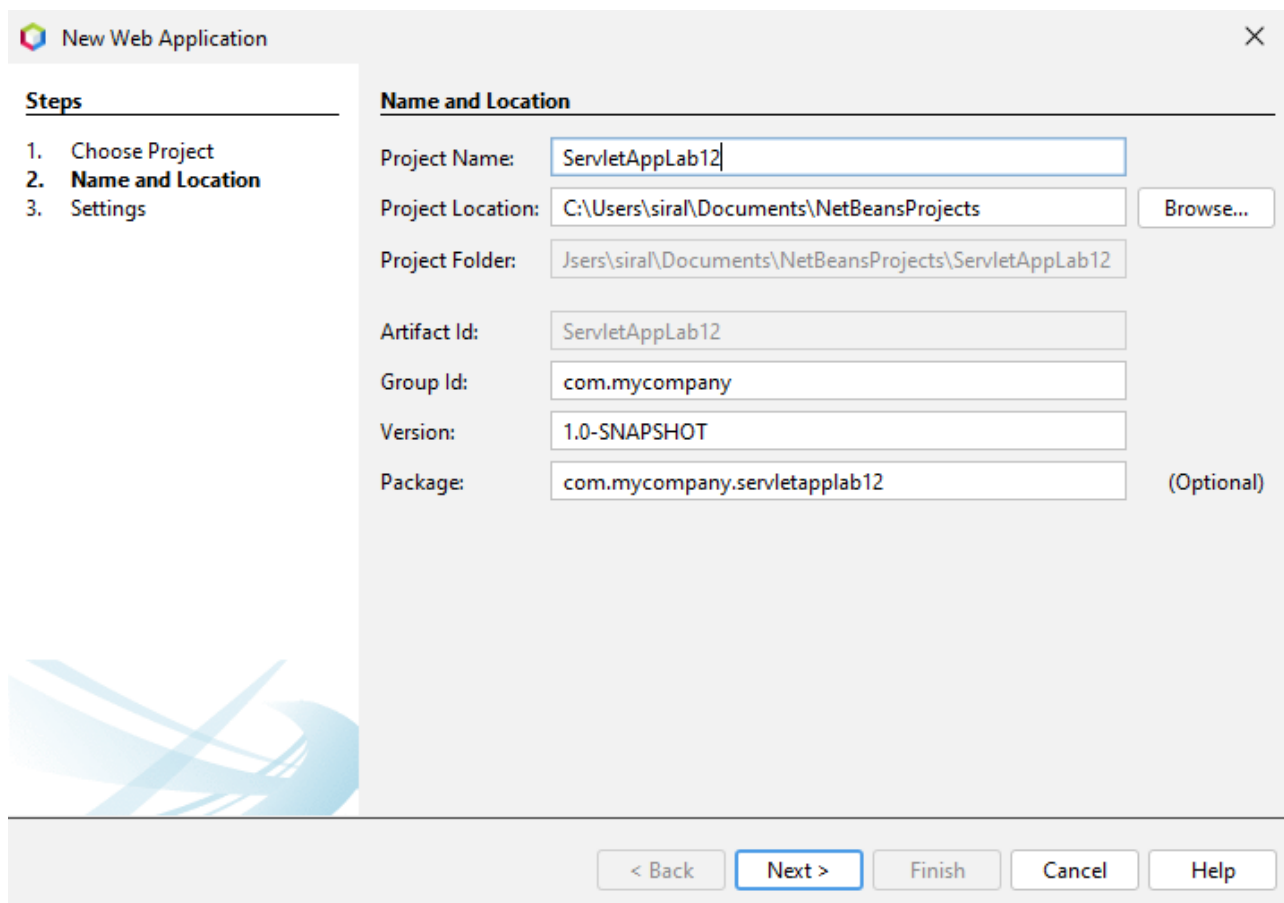 New Web Application
Steps
1. Choose Project
2. Name and Location
3. Settings
Name and Location
Project Name: ServletAppLab12
Project Location: C:\Users\siral\Documents\NetBeansProjects Browse...
Project Folder: Jsers\siral\Documents\NetBeansProjects\ServletAppLab12
Artifact Id: ServletAppLab12
Group Id: com.mycompany
Version: 1.0-SNAPSHOT
Package: com.mycompany.servletapplab12 (Optional)
< Back Next > Finish Cancel Help